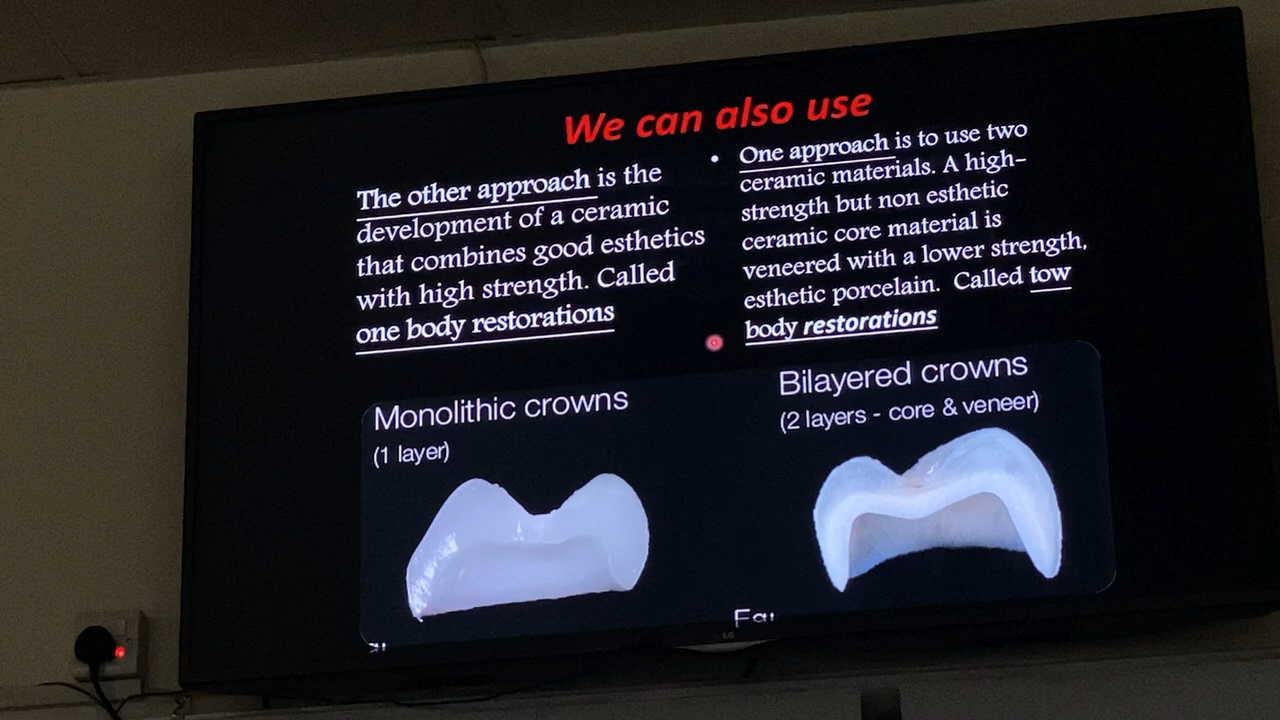 We can also use
The other approach is the
development of a ceramic
that combines good esthetics
with high strength. Called
one body restorations
• One approach is to use two
ceramic materials. A high-
strength but non esthetic
ceramic core material is
veneered with a lower strength,
esthetic porcelain. Called tow
body restorations
Monolithic crowns
(1 layer)
Bilayered crowns
(2 layers - core & veneer)
LG